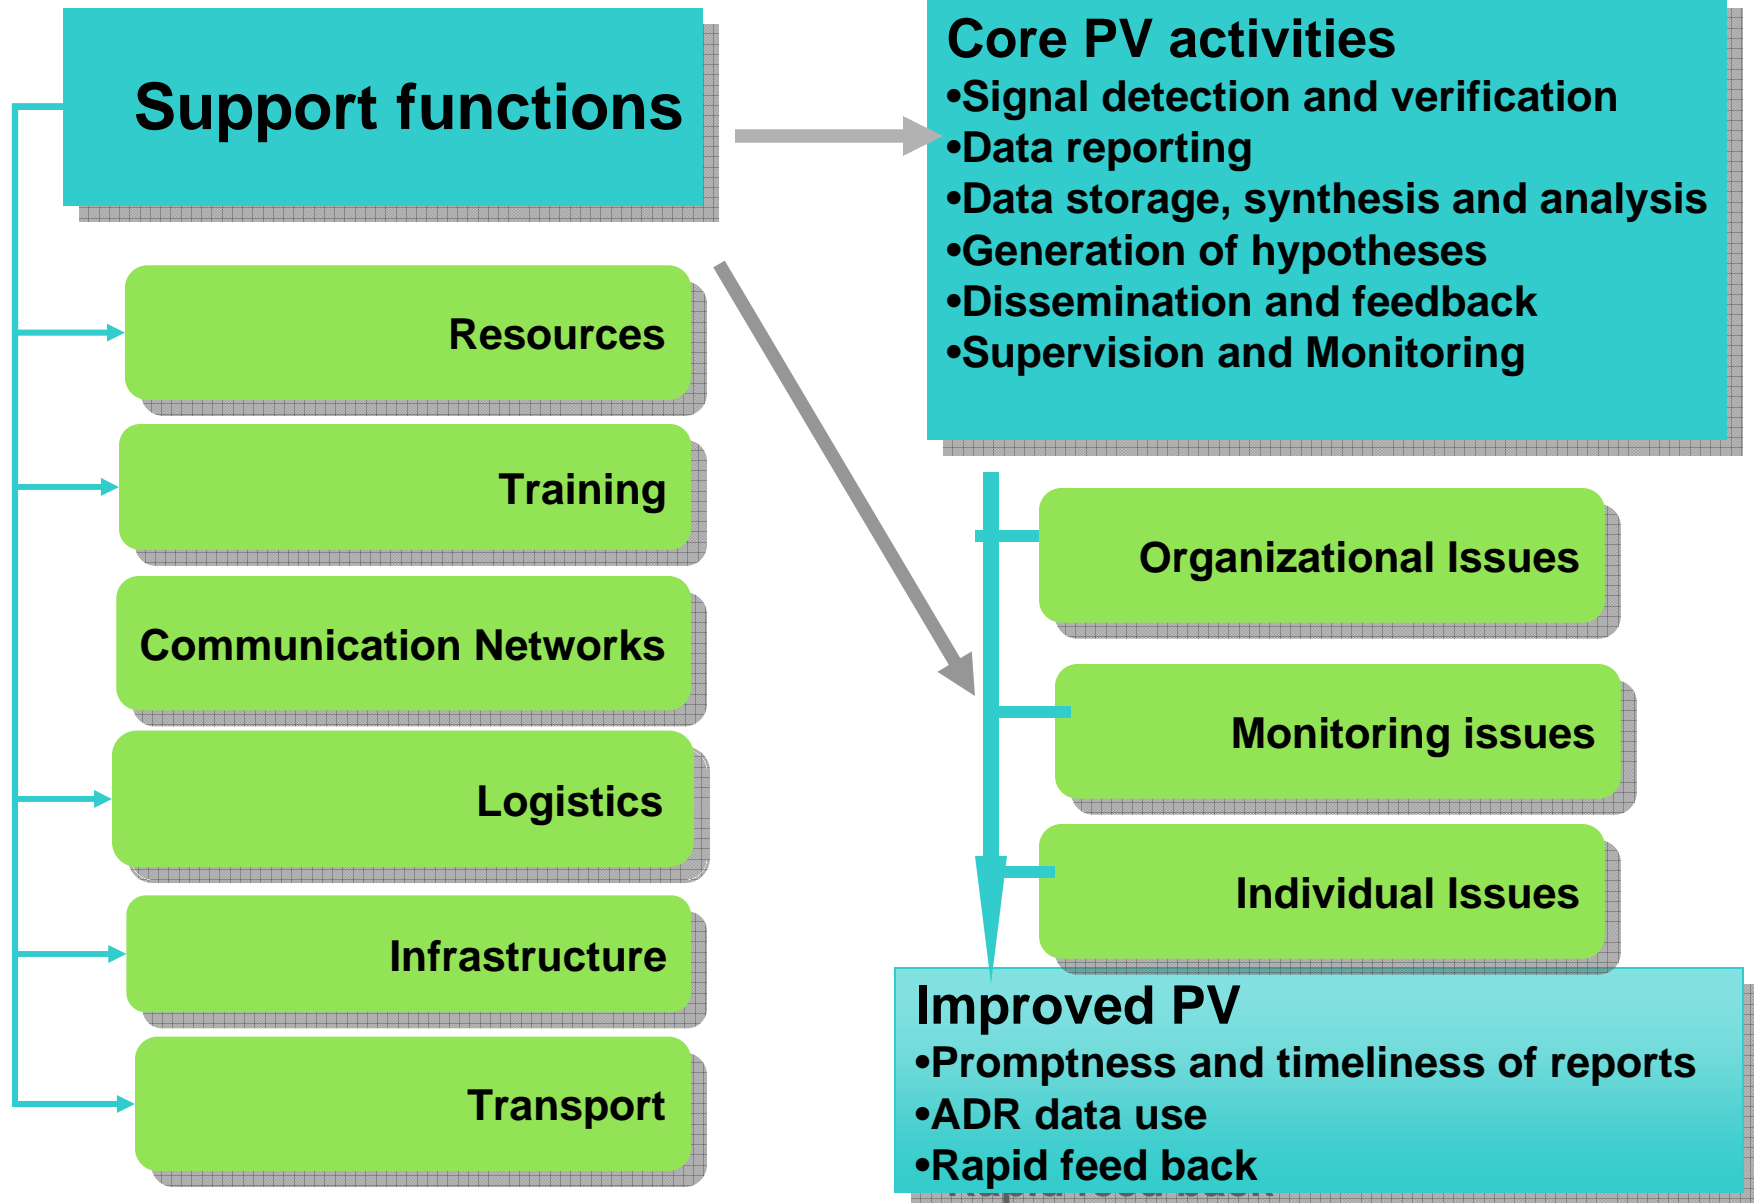 Support functions
Resources
Training
Communication Networks
Logistics
Infrastructure
Transport
Core PV activities
•Signal detection and verification
•Data reporting
•Data storage, synthesis and analysis
•Generation of hypotheses
•Dissemination and feedback
•Supervision and Monitoring
Organizational Issues
Monitoring issues
Individual Issues
Improved PV
•Promptness and timeliness of reports
•ADR data use
•Rapid feed back